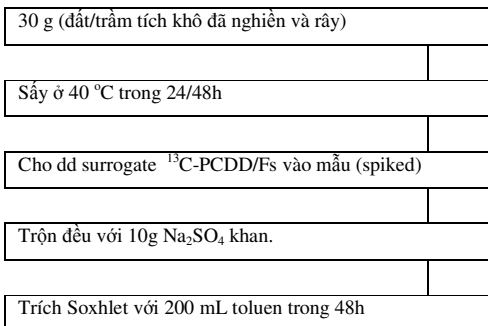 30 g (đất/trầm tích khô đã nghiền và rây)
Sấy ở 40 °C trong 24/48h
Cho dd surrogate ¹³C-PCDD/Fs vào mẫu (spiked)
Trộn đều với 10g Na₂SO₄ khan.
Trích Soxhlet với 200 mL toluen trong 48h